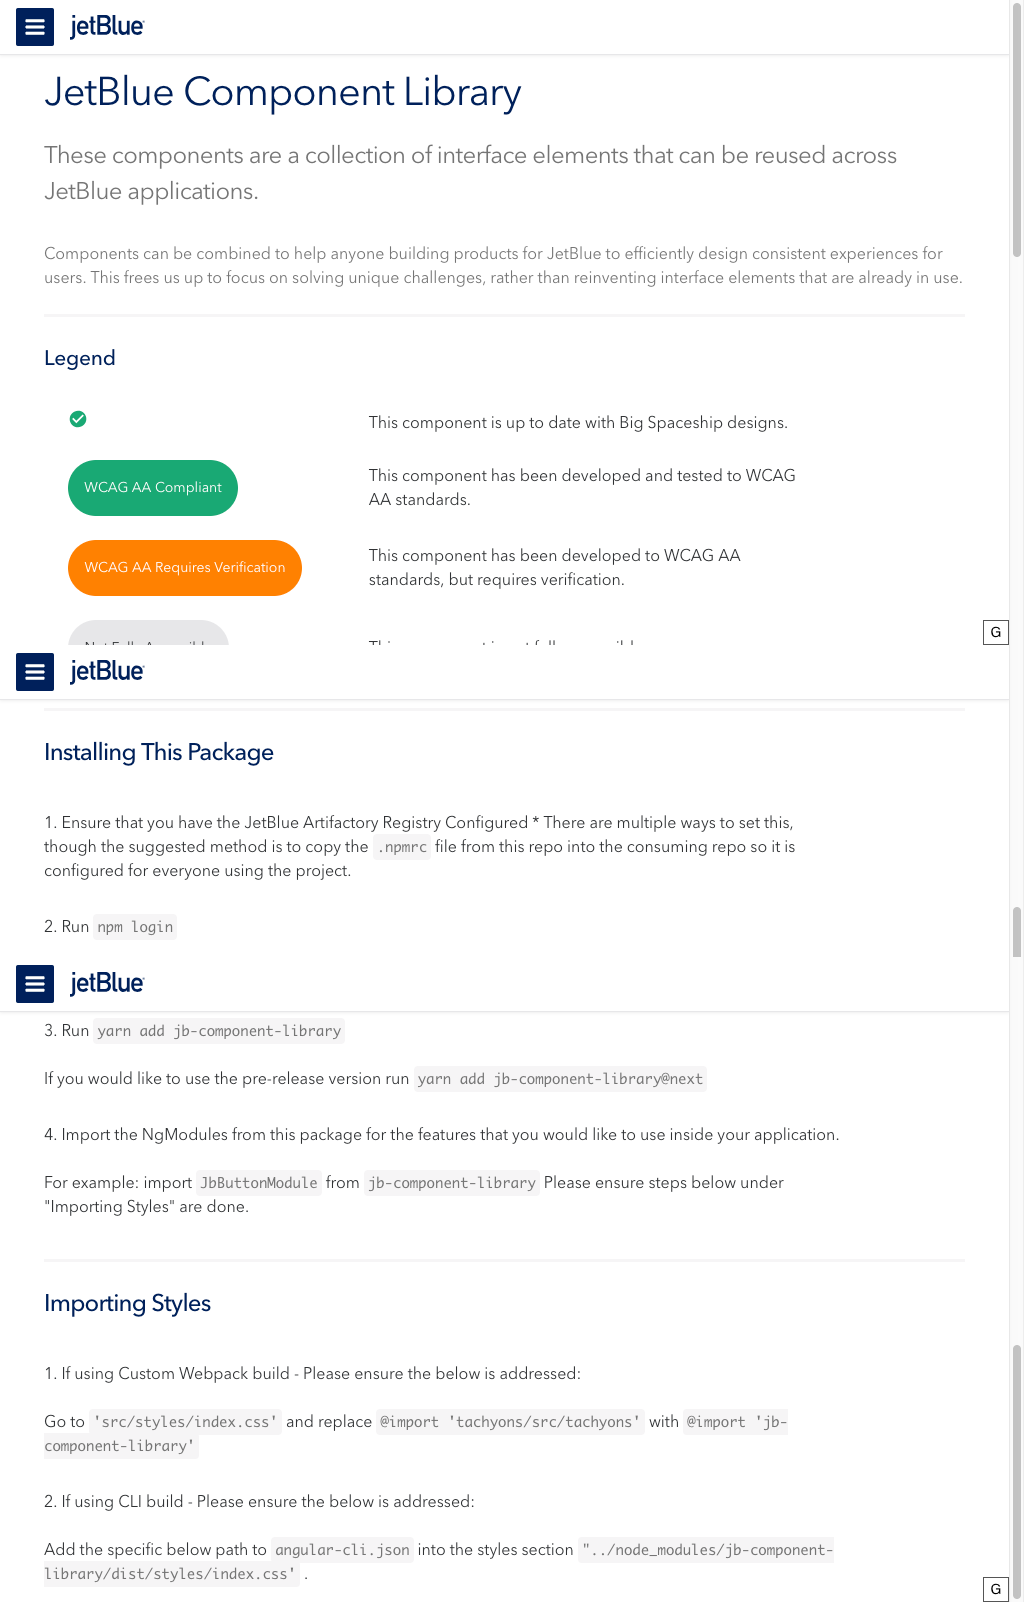 jetBlue
JetBlue Component Library
These components are a collection of interface elements that can be reused across
JetBlue applications.
Components can be combined to help anyone building products for JetBlue to efficiently design consistent experiences for
users. This frees us up to focus on solving unique challenges, rather than reinventing interface elements that are already in use.
Legend
This component is up to date with Big Spaceship designs.
WCAG AA Compliant
This component has been developed and tested to WCAG
AA standards.
WCAG AA Requires Verification
This component has been developed to WCAG AA
standards, but requires verification.
G
jetBlue
Installing This Package
1. Ensure that you have the JetBlue Artifactory Registry Configured * There are multiple ways to set this,
though the suggested method is to copy the .npmrc file from this repo into the consuming repo so it is
configured for everyone using the project.
2. Run npm login
jetBlue
3. Run yarn add jb-component-library
If you would like to use the pre-release version run yarn add jb-component-library@next
4. Import the NgModules from this package for the features that you would like to use inside your application.
For example: import JbButtonModule from jb-component-library Please ensure steps below under
"Importing Styles" are done.
Importing Styles
1. If using Custom Webpack build - Please ensure the below is addressed:
Go to 'src/styles/index.css' and replace @import 'tachyons/src/tachyons' with @import 'jb-
component-library'
2. If using CLI build - Please ensure the below is addressed:
Add the specific below path to angular-cli.json into the styles section "../node_modules/jb-component-
library/dist/styles/index.css' .
G